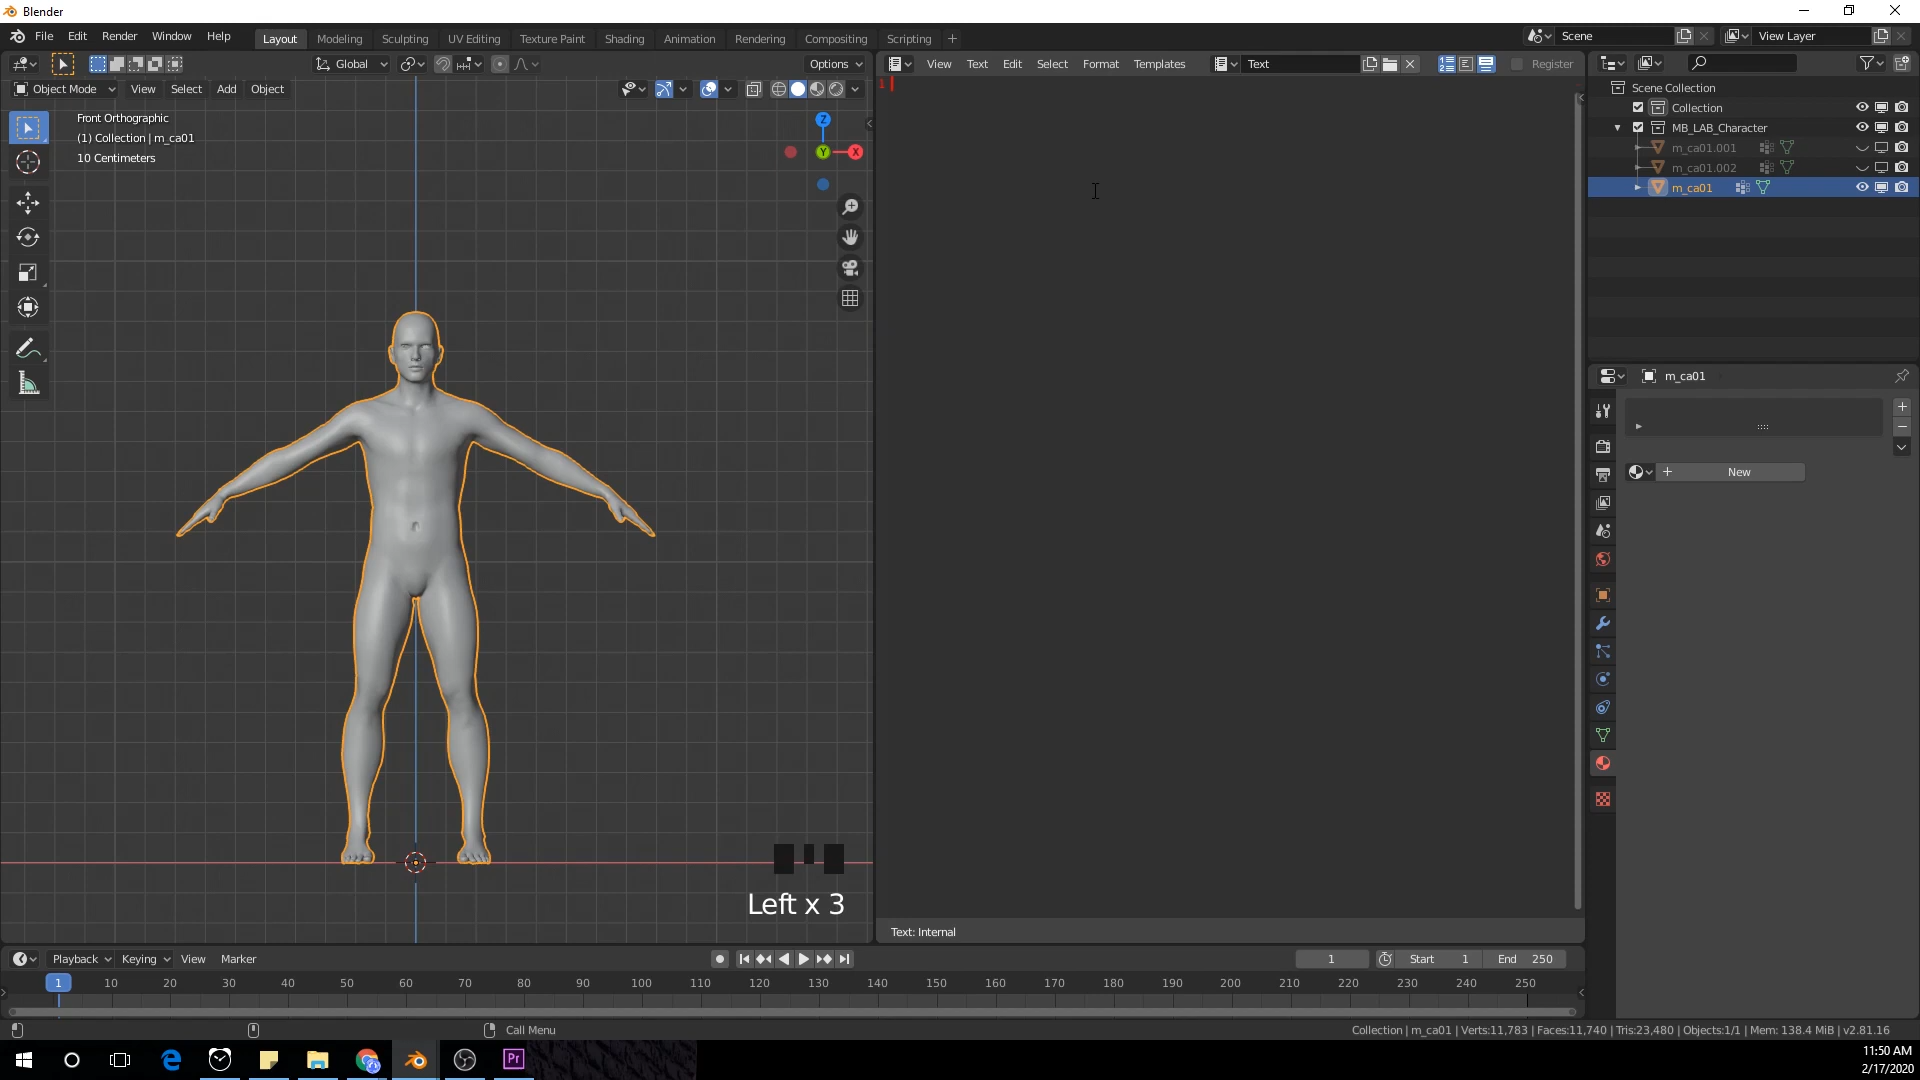 Blender
File Edit Render Window Help
Layout Modeling Sculpting UV Editing Texture Paint Shading Animation Rendering Compositing Scripting
Scene
View Layer
Global
Options
View Text Edit Select Format Templates
Text
Register
Object Mode View Select Add Object
Front Orthographic
(1) Collection | m_ca01
10 Centimeters
Z
Y
X
1
Scene Collection
Collection
MB_LAB_Character
m_ca01.001
m_ca01.002
m_ca01
m_ca01
New
Left x 3
Text: Internal
Playback Keying View Marker
1
Start 1
End 250
1 10 20 30 40 50 60 70 80 90 100 110 120 130 140 150 160 170 180 190 200 210 220 230 240 250
Call Menu
Collection | m_ca01 | Verts:11,783 | Faces:11,740 | Tris:23,480 | Objects:1/1 | Mem: 138.4 MiB | v2.81.16
Pr
11:50 AM
2/17/2020